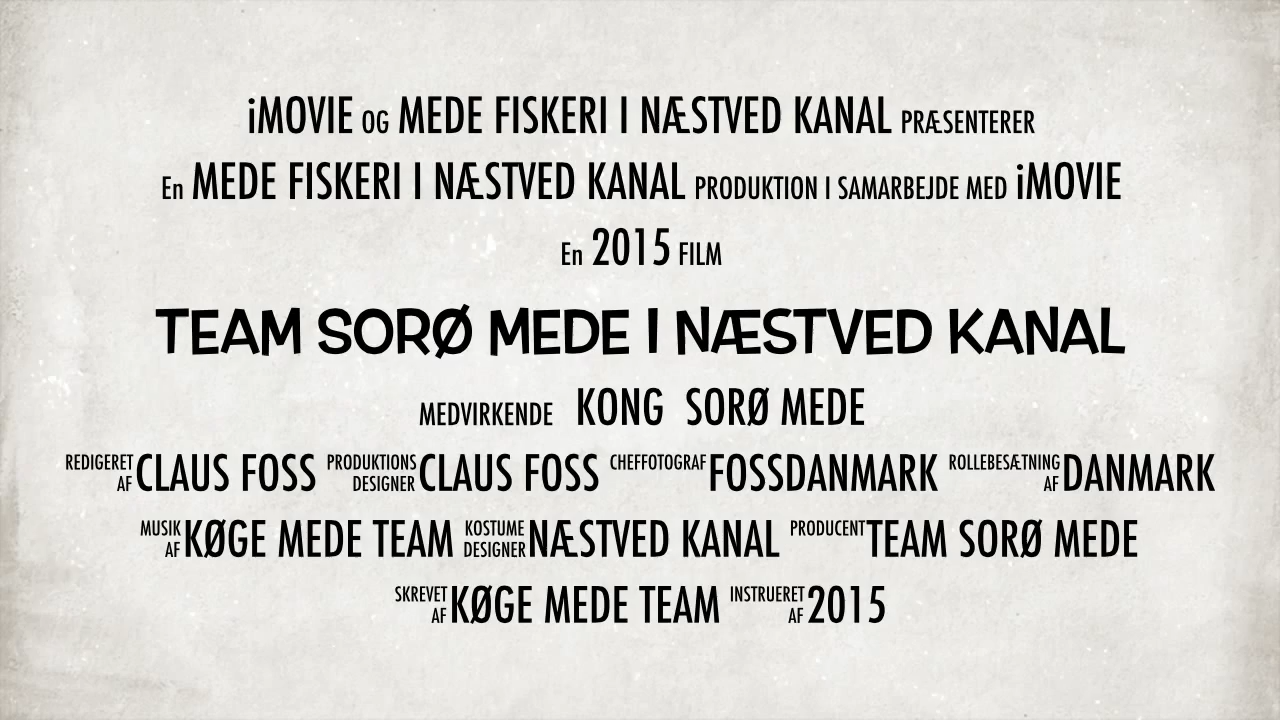 iMOVIE OG MEDE FISKERI I NÆSTVED KANAL PRÆSENTERER
En MEDE FISKERI I NÆSTVED KANAL PRODUKTION I SAMARBEJDE MED iMOVIE
En 2015 FILM
TEAM SORØ MEDE I NÆSTVED KANAL
MEDVIRKENDE KONG SORØ MEDE
REDIGERET AF CLAUS FOSS PRODUKTIONS DESIGNER CLAUS FOSS CHEFFOTOGRAF FOSSDANMARK ROLLEBESÆTNING AF DANMARK
MUSIK AF KØGE MEDE TEAM KOSTUME DESIGNER NÆSTVED KANAL PRODUCENT TEAM SORØ MEDE
SKREVET AF KØGE MEDE TEAM INSTRUERET AF 2015